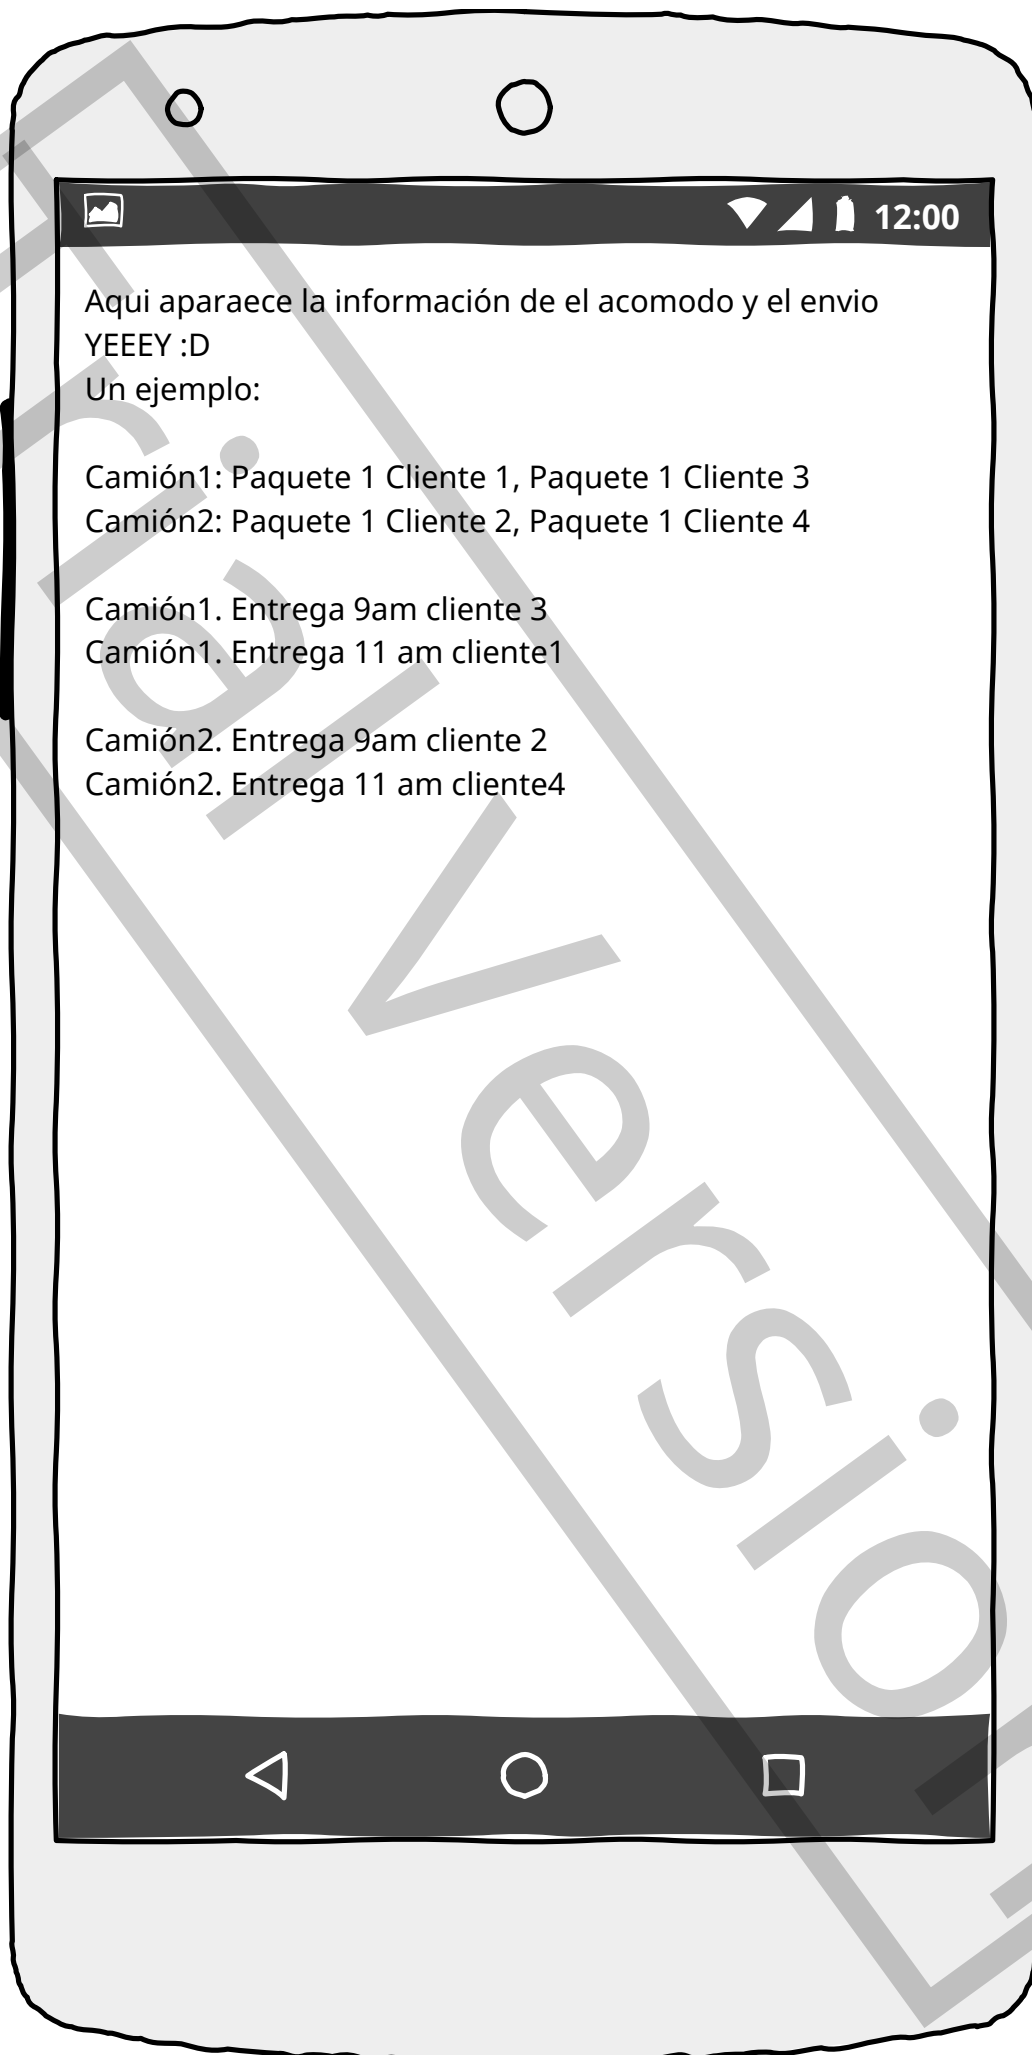 12:00
Aqui aparaece la información de el acomodo y el envio
YEEEY :D
Un ejemplo:
Camión1: Paquete 1 Cliente 1, Paquete 1 Cliente 3
Camión2: Paquete 1 Cliente 2, Paquete 1 Cliente 4
Camión1. Entrega 9am cliente 3
Camión1. Entrega 11 am cliente1
Camión2. Entrega 9am cliente 2
Camión2. Entrega 11 am cliente4
Trial Version